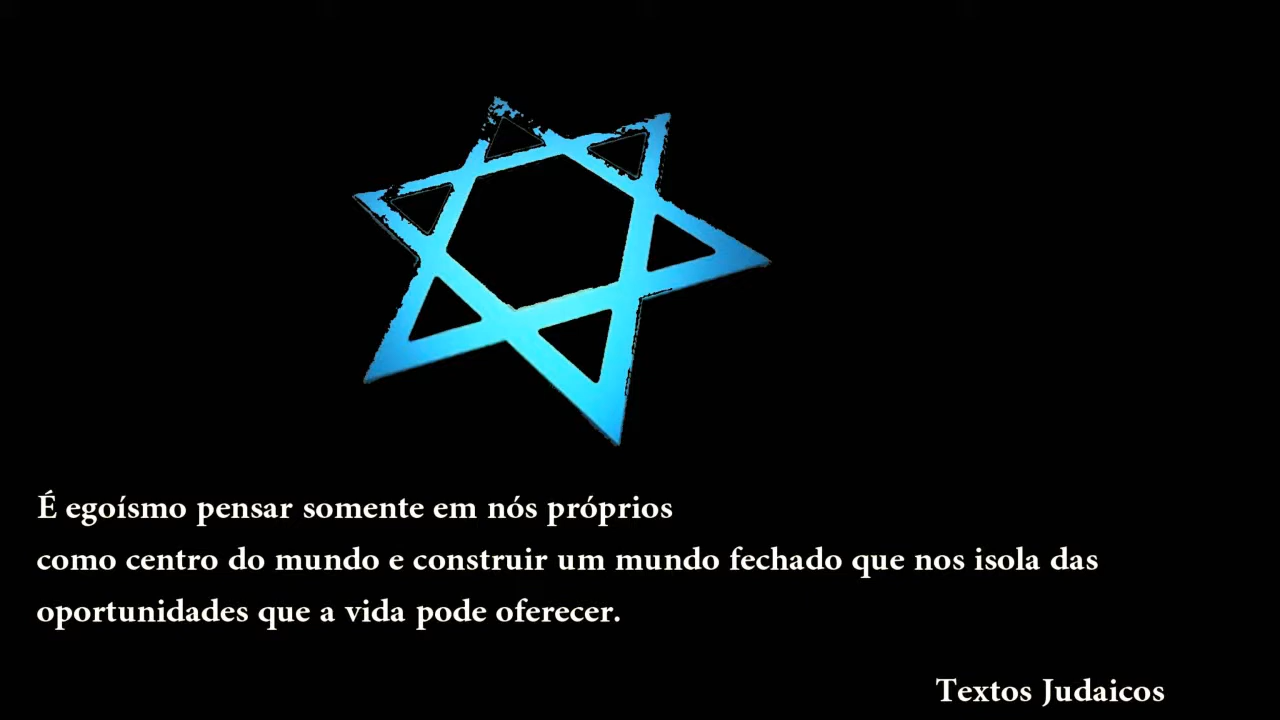 É egoísmo pensar somente em nós próprios
como centro do mundo e construir um mundo fechado que nos isola das
oportunidades que a vida pode oferecer.
Textos Judaicos